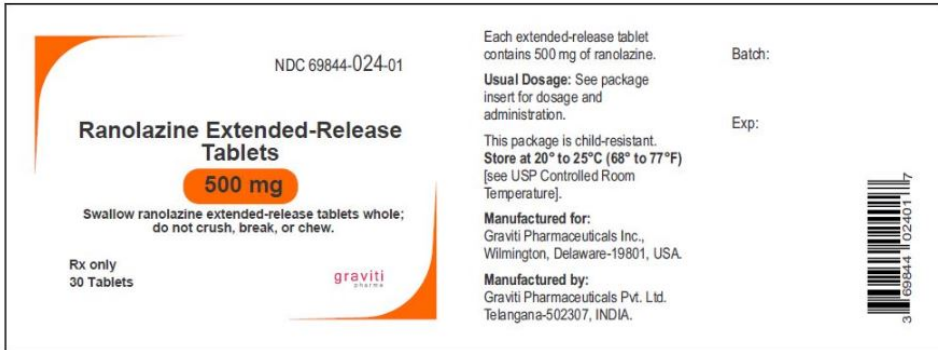 NDC 69844-024-01
Ranolazine Extended-Release
Tablets
500 mg
Swallow ranolazine extended-release tablets whole;
do not crush, break, or chew.
Rx only
30 Tablets
graviti
pharma
Each extended-release tablet
contains 500 mg of ranolazine.
Usual Dosage: See package
insert for dosage and
administration.
This package is child-resistant.
Store at 20° to 25°C (68° to 77°F)
[see USP Controlled Room
Temperature].
Manufactured for:
Graviti Pharmaceuticals Inc.,
Wilmington, Delaware-19801, USA.
Manufactured by:
Graviti Pharmaceuticals Pvt. Ltd.
Telangana-502307, INDIA.
Batch:
Exp:
3 69844 02401 7